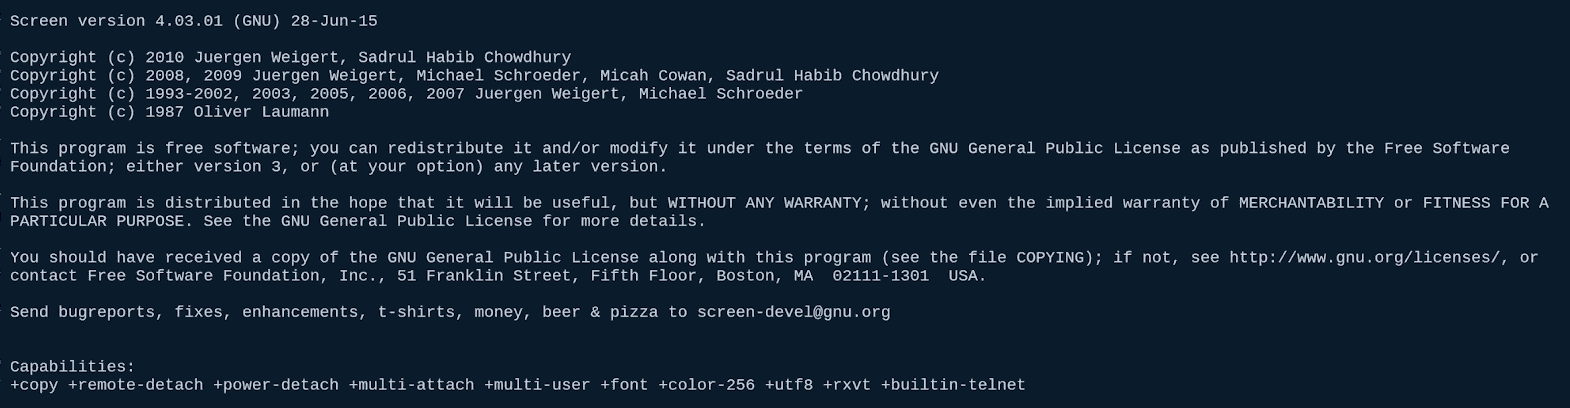 Screen version 4.03.01 (GNU) 28-Jun-15
Copyright (c) 2010 Juergen Weigert, Sadrul Habib Chowdhury
Copyright (c) 2008, 2009 Juergen Weigert, Michael Schroeder, Micah Cowan, Sadrul Habib Chowdhury
Copyright (c) 1993-2002, 2003, 2005, 2006, 2007 Juergen Weigert, Michael Schroeder
Copyright (c) 1987 Oliver Laumann
This program is free software; you can redistribute it and/or modify it under the terms of the GNU General Public License as published by the Free Software
Foundation; either version 3, or (at your option) any later version.
This program is distributed in the hope that it will be useful, but WITHOUT ANY WARRANTY; without even the implied warranty of MERCHANTABILITY or FITNESS FOR A
PARTICULAR PURPOSE. See the GNU General Public License for more details.
You should have received a copy of the GNU General Public License along with this program (see the file COPYING); if not, see http://www.gnu.org/licenses/, or
contact Free Software Foundation, Inc., 51 Franklin Street, Fifth Floor, Boston, MA  02111-1301  USA.
Send bugreports, fixes, enhancements, t-shirts, money, beer & pizza to screen-devel@gnu.org
Capabilities:
+copy +remote-detach +power-detach +multi-attach +multi-user +font +color-256 +utf8 +rxvt +builtin-telnet